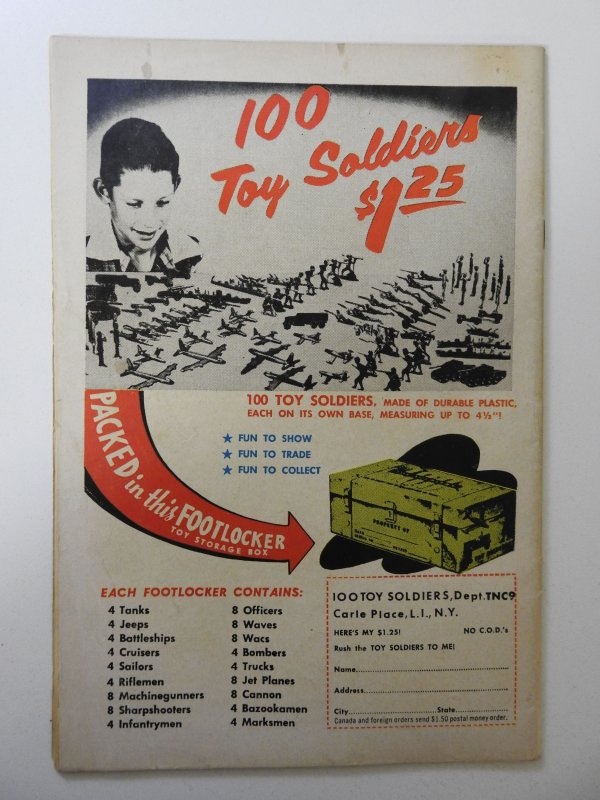 100
Toy Soldiers
$1.25
100 TOY SOLDIERS, MADE OF DURABLE PLASTIC,
EACH ON ITS OWN BASE, MEASURING UP TO 4½"!
★ FUN TO SHOW
★ FUN TO TRADE
★ FUN TO COLLECT
PACKED in this FOOTLOCKER
TOY STORAGE BOX
PROPERTY OF
EACH FOOTLOCKER CONTAINS:
4 Tanks
4 Jeeps
4 Battleships
4 Cruisers
4 Sailors
4 Riflemen
8 Machinegunners
8 Sharpshooters
4 Infantrymen
8 Officers
8 Waves
8 Wacs
4 Bombers
4 Trucks
8 Jet Planes
8 Cannon
4 Bazookamen
4 Marksmen
100 TOY SOLDIERS, Dept. TNC9
Carle Place, L.I., N.Y.
HERE'S MY $1.25! NO C.O.D.'s
Rush the TOY SOLDIERS TO ME!
Name
Address
City State
Canada and foreign orders send $1.50 postal money order.